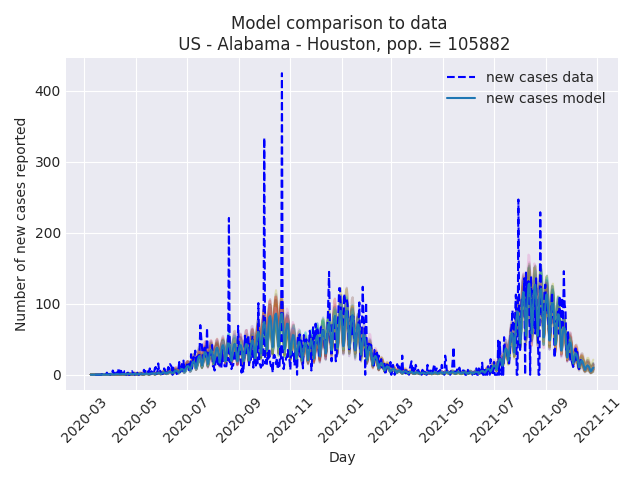 Model comparison to data
US - Alabama - Houston, pop. = 105882
new cases data
new cases model
Number of new cases reported
400
300
200
100
0
2020-03
2020-05
2020-07
2020-09
2020-11
2021-01
2021-03
2021-05
2021-07
2021-09
2021-11
Day